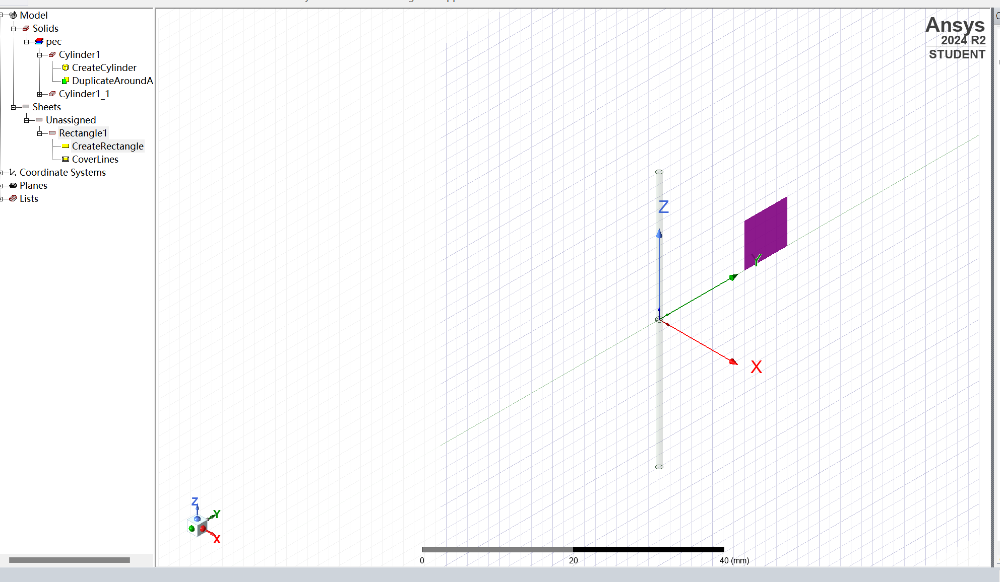 Model
Solids
pec
Cylinder1
CreateCylinder
DuplicateAroundA
Cylinder1_1
Sheets
Unassigned
Rectangle1
CreateRectangle
CoverLines
Coordinate Systems
Planes
Lists
Ansys
2024 R2
STUDENT
Z
Y
X
Z
Y
X
0 20 40 (mm)